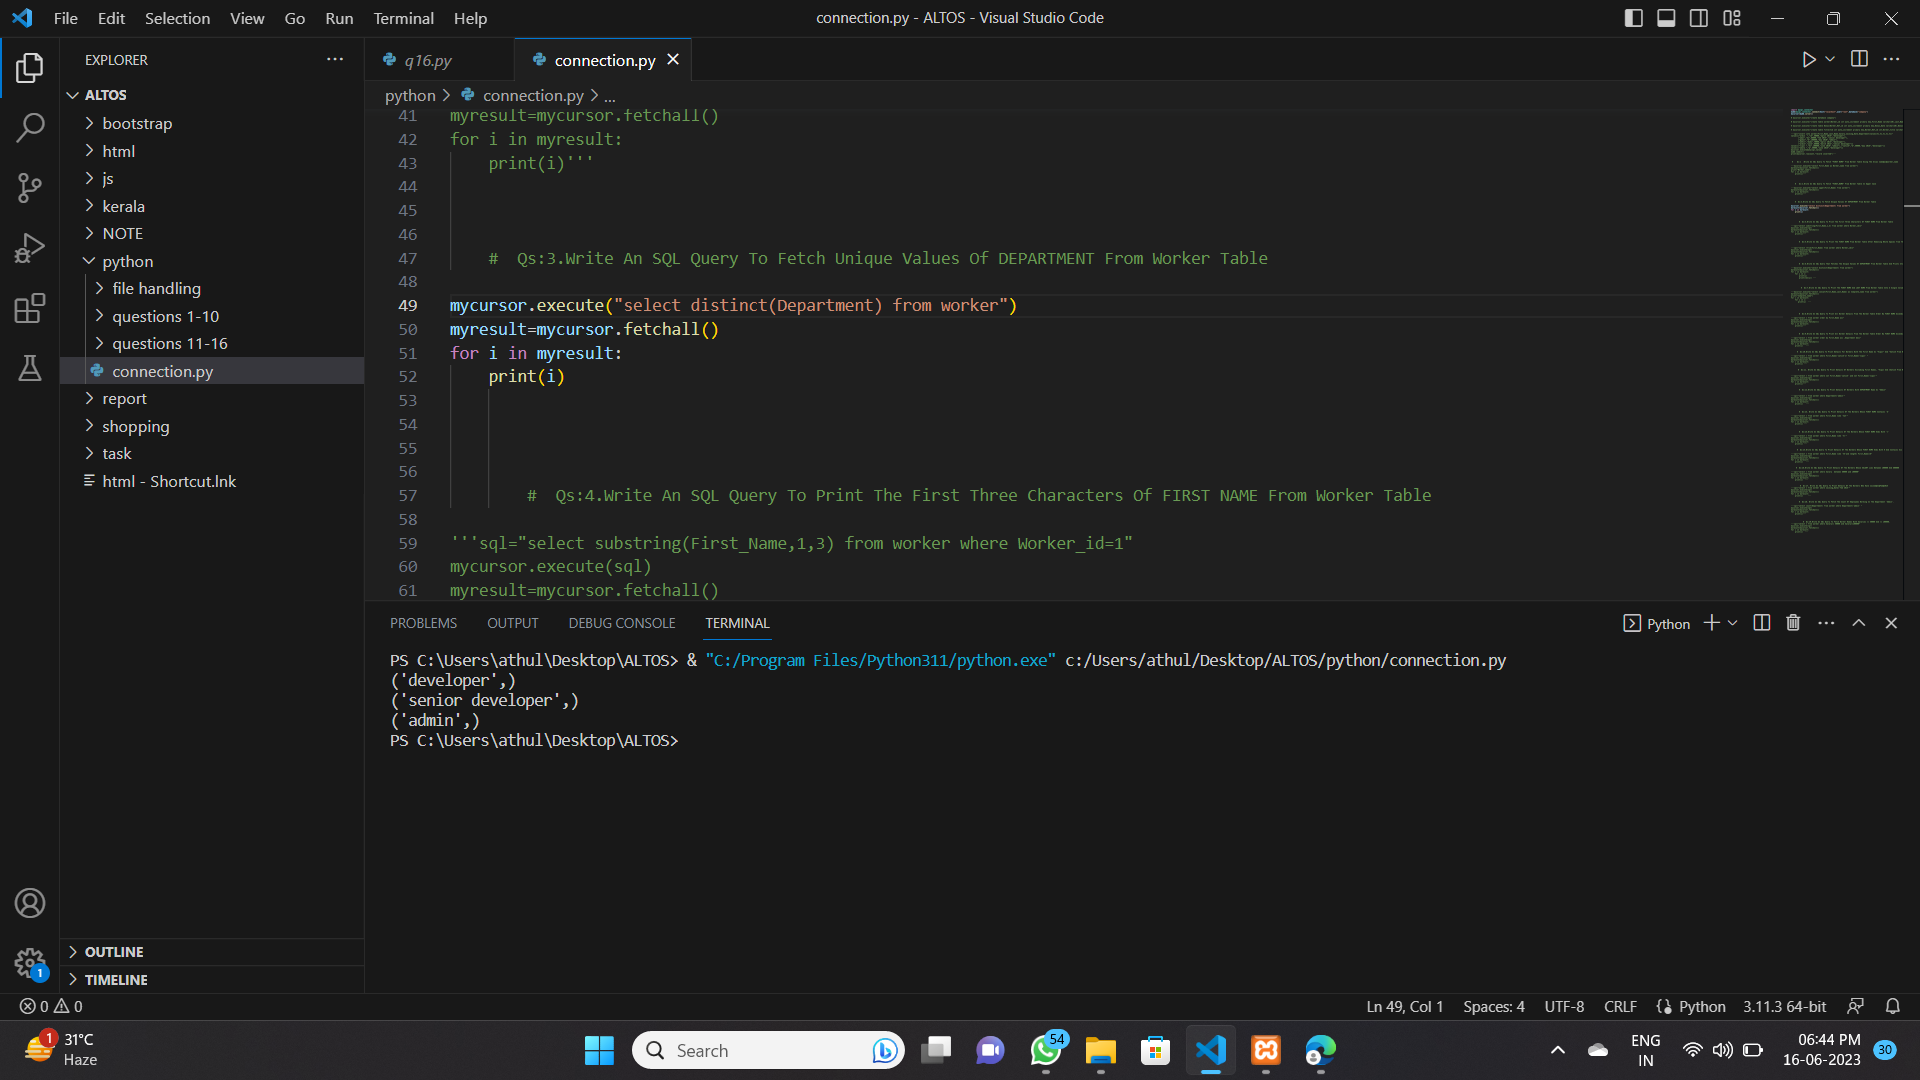 File Edit Selection View Go Run Terminal Help
connection.py - ALTOS - Visual Studio Code
EXPLORER
q16.py
connection.py
ALTOS
python > connection.py > ...
bootstrap
html
js
kerala
NOTE
python
file handling
questions 1-10
questions 11-16
connection.py
report
shopping
task
html - Shortcut.lnk
OUTLINE
TIMELINE
41 myresult=mycursor.fetchall()
42 for i in myresult:
43 print(i)'''
44
45
46
47 # Qs:3.Write An SQL Query To Fetch Unique Values Of DEPARTMENT From Worker Table
48
49 mycursor.execute("select distinct(Department) from worker")
50 myresult=mycursor.fetchall()
51 for i in myresult:
52 print(i)
53
54
55
56
57 # Qs:4.Write An SQL Query To Print The First Three Characters Of FIRST NAME From Worker Table
58
59 '''sql="select substring(First_Name,1,3) from worker where Worker_id=1"
60 mycursor.execute(sql)
61 myresult=mycursor.fetchall()
PROBLEMS OUTPUT DEBUG CONSOLE TERMINAL
Python
PS C:\Users\athul\Desktop\ALTOS> & "C:/Program Files/Python311/python.exe" c:/Users/athul/Desktop/ALTOS/python/connection.py
('developer',)
('senior developer',)
('admin',)
PS C:\Users\athul\Desktop\ALTOS>
1
0 0
Ln 49, Col 1 Spaces: 4 UTF-8 CRLF Python 3.11.3 64-bit
1
31°C
Haze
Search
54
ENG
IN
06:44 PM
16-06-2023
30